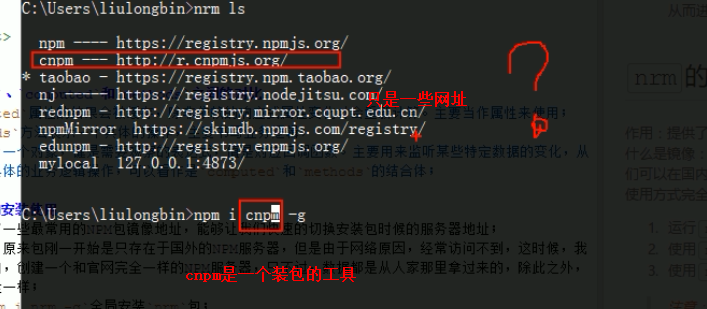 C:\Users\liulongbin>nrm ls
npm ---- https://registry.npmjs.org/
cnpm --- http://r.cnpmjs.org/
* taobao - https://registry.npm.taobao.org/
nj ----- https://registry.nodejitsu.com/
只是一些网址
rednpm - http://registry.mirror.cqupt.edu.cn/
npmMirror https://skimdb.npmjs.com/registry/
edunpm - http://registry.enpmjs.org/
mylocal 127.0.0.1:4873/
C:\Users\liulongbin>npm i cnpm -g
cnpm是一个装包的工具
从而进
nrm的
作用：提供了
什么是镜像：
们可以在国内
使用方式完全
1. 运行
2. 使用
3. 使用
主要当作属性来使用；
主要用来监听某些特定数据的变化，从
体的业务逻辑操作，可以看作是`computed`和`methods`的结合体；
一些最常用的NPM包镜像地址，能够让我们快速的切换安装包时候的服务器地址；
原来包刚一开始是只存在于国外的NPM服务器，但是由于网络原因，经常访问不到，这时候，我
，创建一个和官网完全一样的NPM服务器，只不过，数据都是从人家那里拿过来的，除此之外，
全一样；